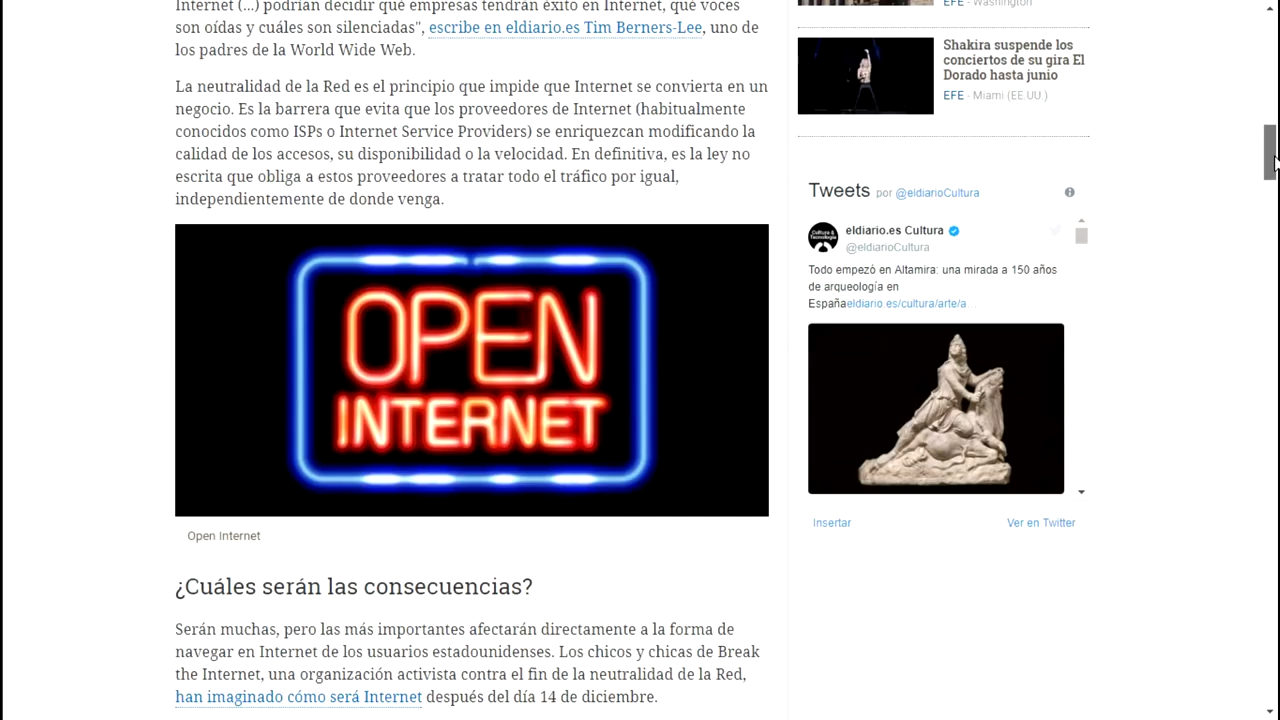 Internet (...) podrían decidir qué empresas tendrán éxito en Internet, qué voces
son oídas y cuáles son silenciadas", escribe en eldiario.es Tim Berners-Lee, uno de
los padres de la World Wide Web.
La neutralidad de la Red es el principio que impide que Internet se convierta en un
negocio. Es la barrera que evita que los proveedores de Internet (habitualmente
conocidos como ISPs o Internet Service Providers) se enriquezcan modificando la
calidad de los accesos, su disponibilidad o la velocidad. En definitiva, es la ley no
escrita que obliga a estos proveedores a tratar todo el tráfico por igual,
independientemente de donde venga.
OPEN
INTERNET
Open Internet
¿Cuáles serán las consecuencias?
Serán muchas, pero las más importantes afectarán directamente a la forma de
navegar en Internet de los usuarios estadounidenses. Los chicos y chicas de Break
the Internet, una organización activista contra el fin de la neutralidad de la Red,
han imaginado cómo será Internet después del día 14 de diciembre.
EFE - Washington
Shakira suspende los
conciertos de su gira El
Dorado hasta junio
EFE - Miami (EE.UU.)
Tweets por @eldiarioCultura
Cultura &
Tecnología
eldiario.es Cultura
@eldiarioCultura
Todo empezó en Altamira: una mirada a 150 años
de arqueología en
Españaeldiario.es/cultura/arte/a…
Insertar
Ver en Twitter